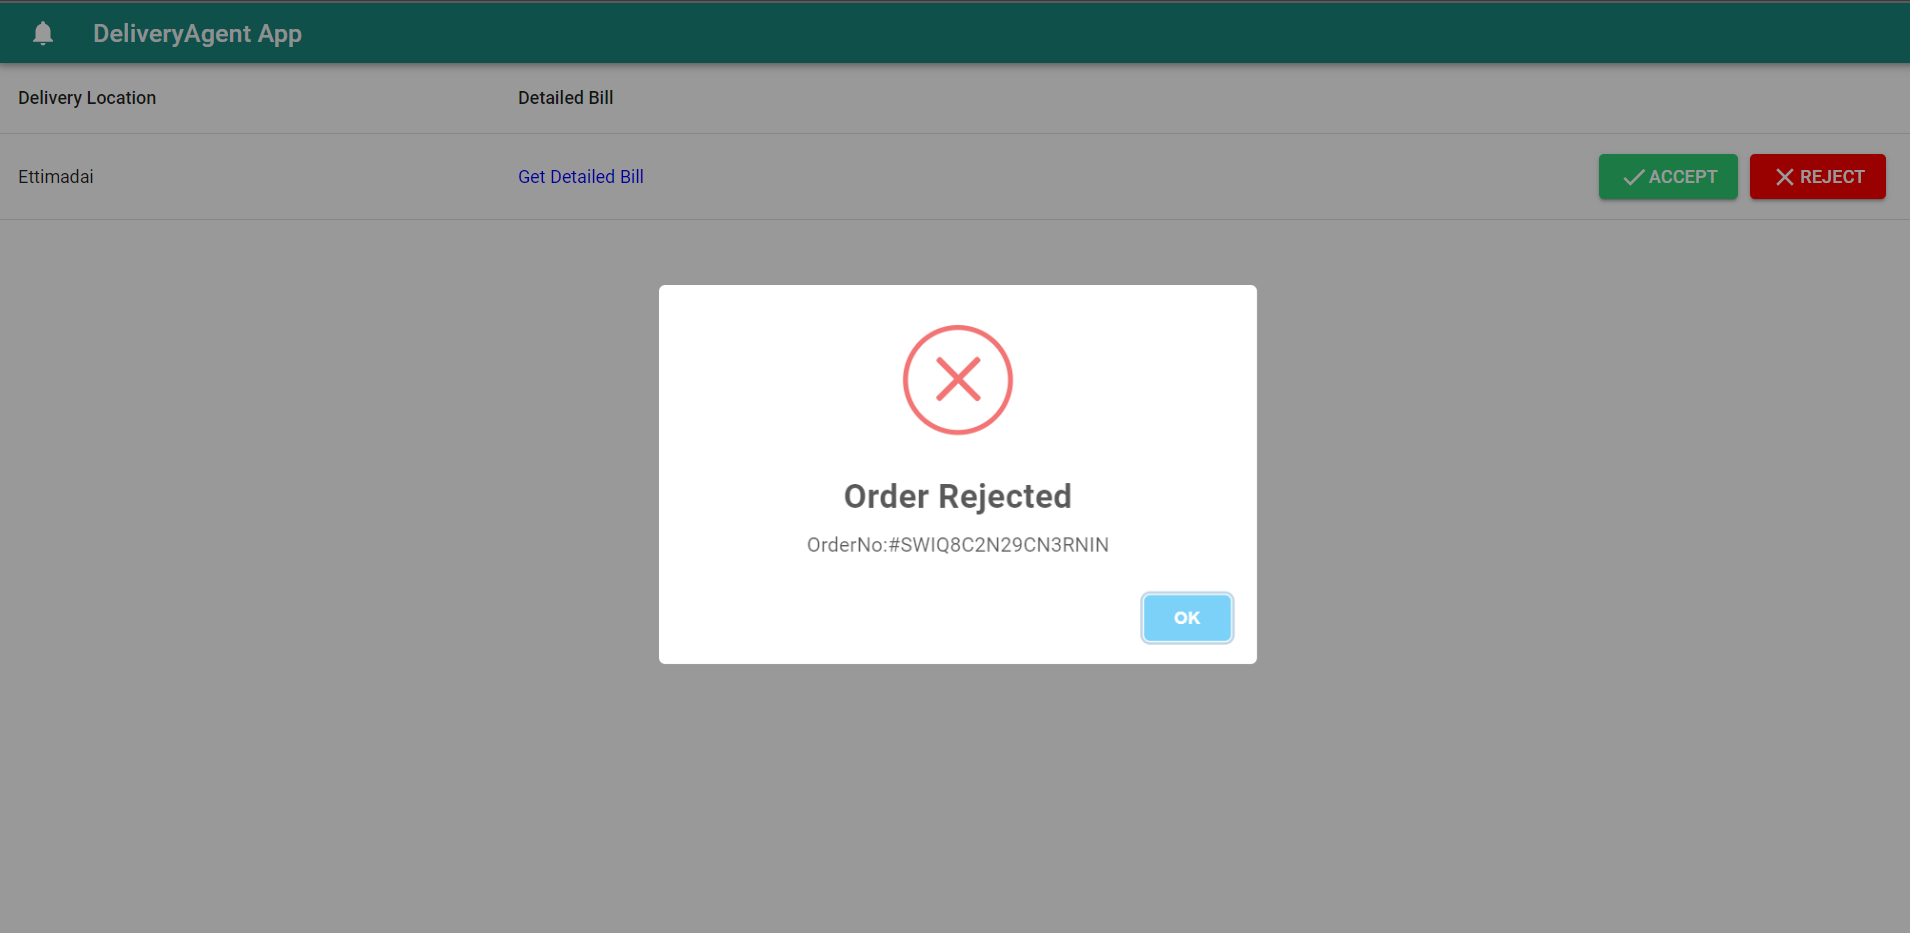 DeliveryAgent App
Delivery Location Detailed Bill
Ettimadai Get Detailed Bill ACCEPT REJECT
Order Rejected
OrderNo:#SWIQ8C2N29CN3RNIN
OK